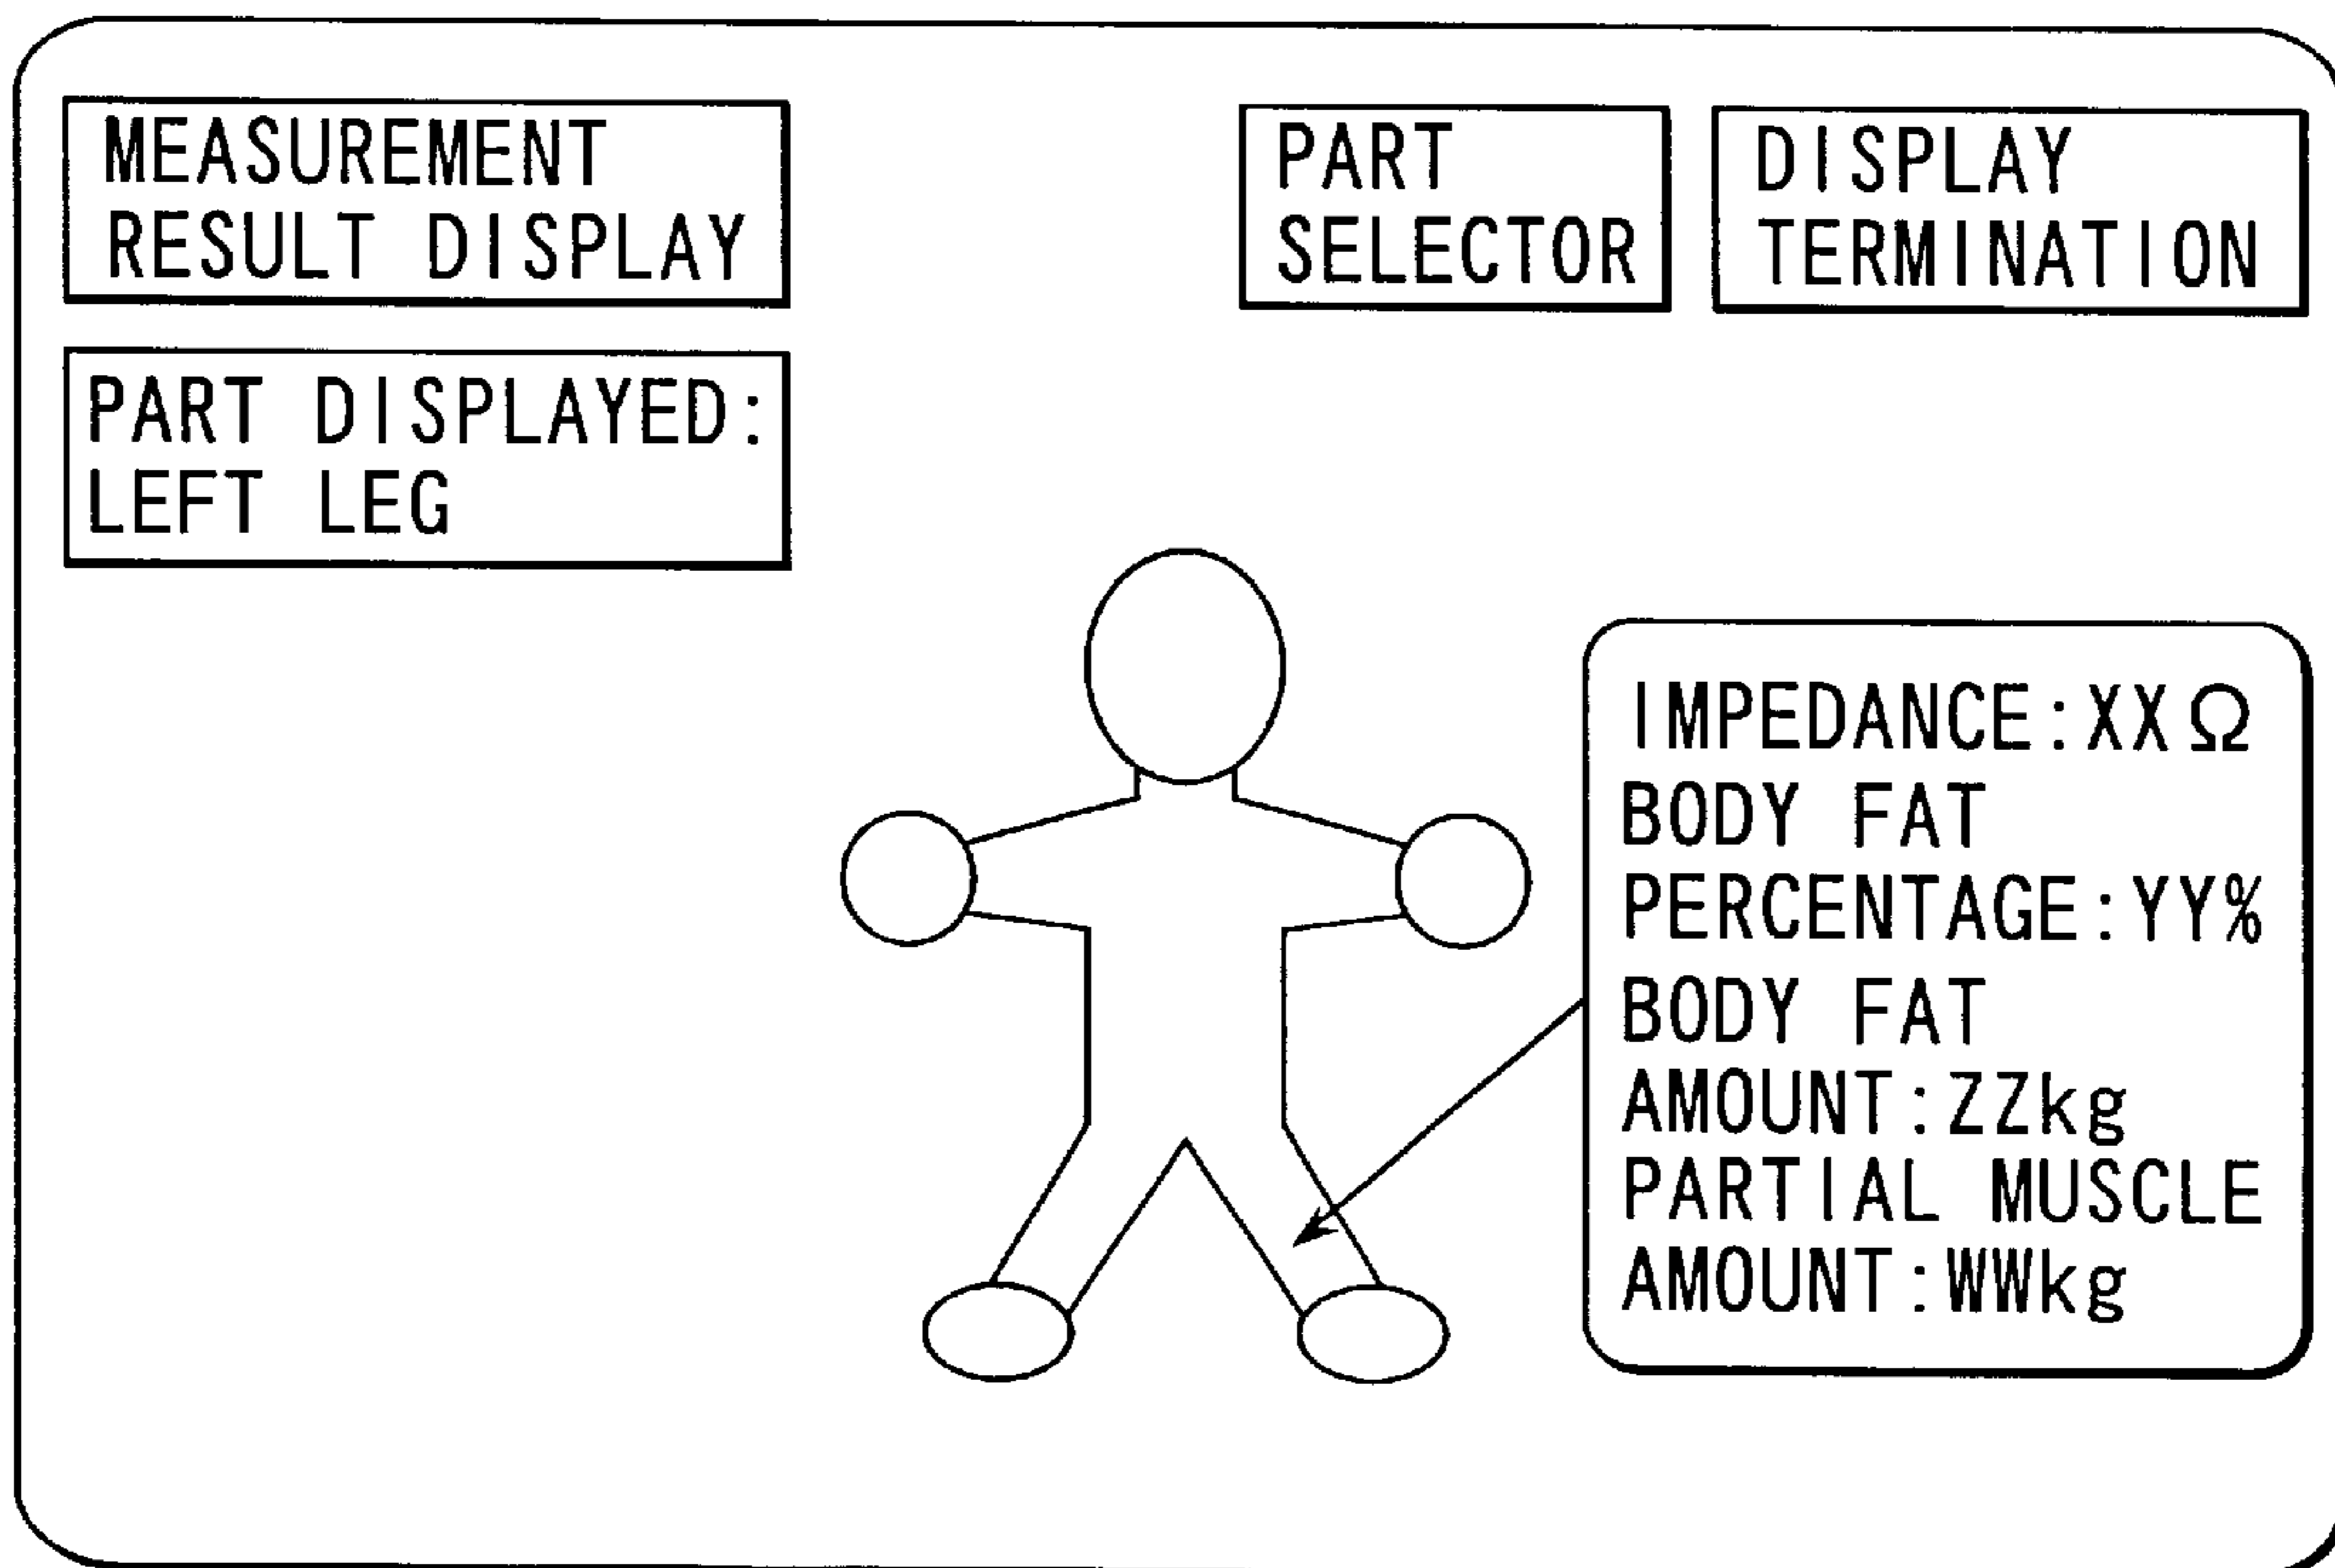 MEASUREMENT
RESULT DISPLAY
PART
SELECTOR
DISPLAY
TERMINATION
PART DISPLAYED:
LEFT LEG
IMPEDANCE:XXΩ
BODY FAT
PERCENTAGE:YY%
BODY FAT
AMOUNT:ZZkg
PARTIAL MUSCLE
AMOUNT:WWkg